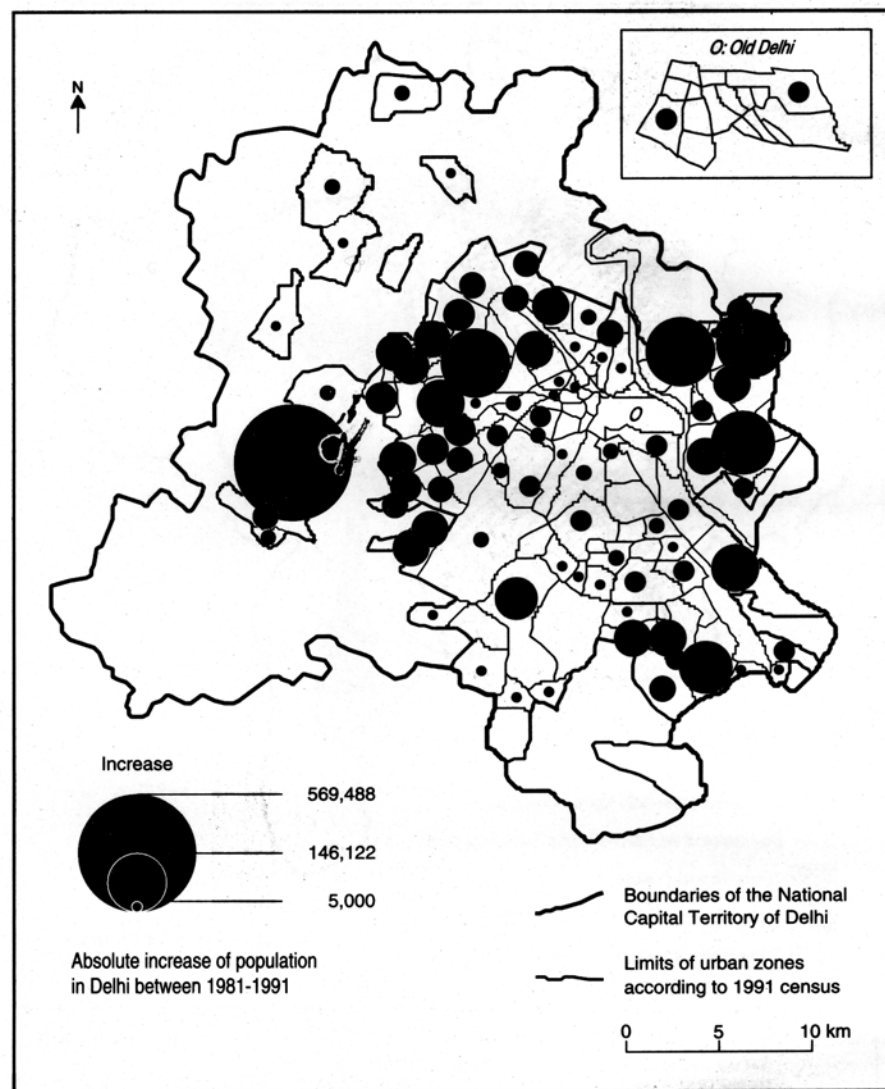 O: Old Delhi
N
O
Increase
569,488
146,122
5,000
Absolute increase of population
in Delhi between 1981-1991
Boundaries of the National
Capital Territory of Delhi
Limits of urban zones
according to 1991 census
0 5 10 km